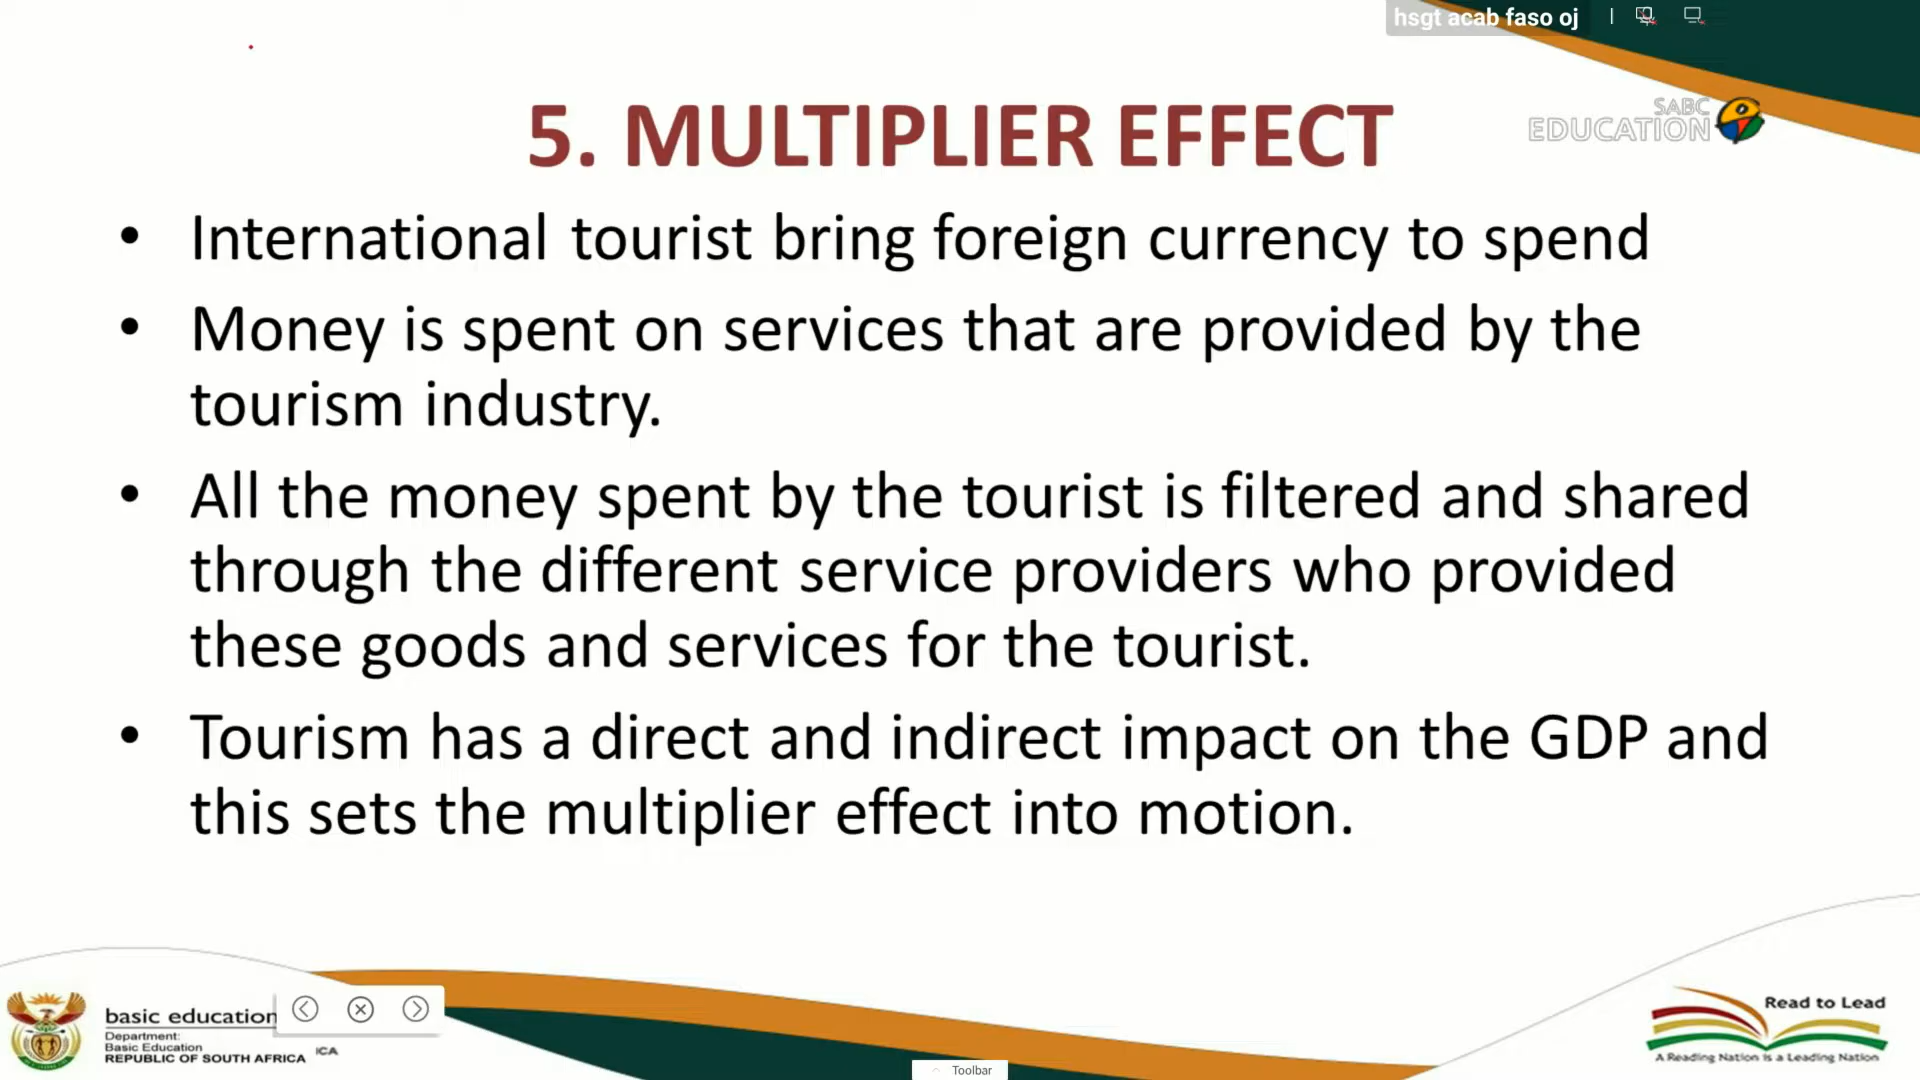 hsgt acab faso oj
SABC
EDUCATION
5. MULTIPLIER EFFECT
• International tourist bring foreign currency to spend
• Money is spent on services that are provided by the
tourism industry.
• All the money spent by the tourist is filtered and shared
through the different service providers who provided
these goods and services for the tourist.
• Tourism has a direct and indirect impact on the GDP and
this sets the multiplier effect into motion.
basic education
Department:
Basic Education
REPUBLIC OF SOUTH AFRICA
ICA
Read to Lead
A Reading Nation is a Leading Nation
Toolbar